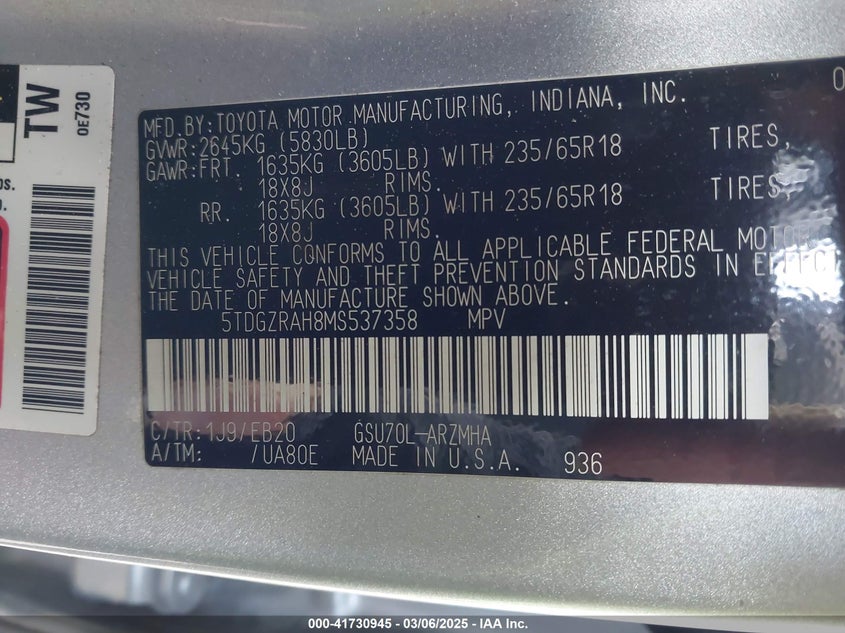 TW
0E730
OS.
MFD.BY:TOYOTA MOTOR MANUFACTURING, INDIANA, INC.
GVWR:2645KG (5830LB)
GAWR:FRT. 1635KG (3605LB) WITH 235/65R18 TIRES,
18X8J RIMS.
RR. 1635KG (3605LB) WITH 235/65R18 TIRES,
18X8J RIMS.
THIS VEHICLE CONFORMS TO ALL APPLICABLE FEDERAL MOTOR
VEHICLE SAFETY AND THEFT PREVENTION STANDARDS IN EFFEC
THE DATE OF MANUFACTURE SHOWN ABOVE.
5TDGZRAH8MS537358 MPV
C/TR:1J9/EB20 GSU70L-ARZMHA
A/TM: /UA80E MADE IN U.S.A. 936
000-41730945 - 03/06/2025 - IAA Inc.